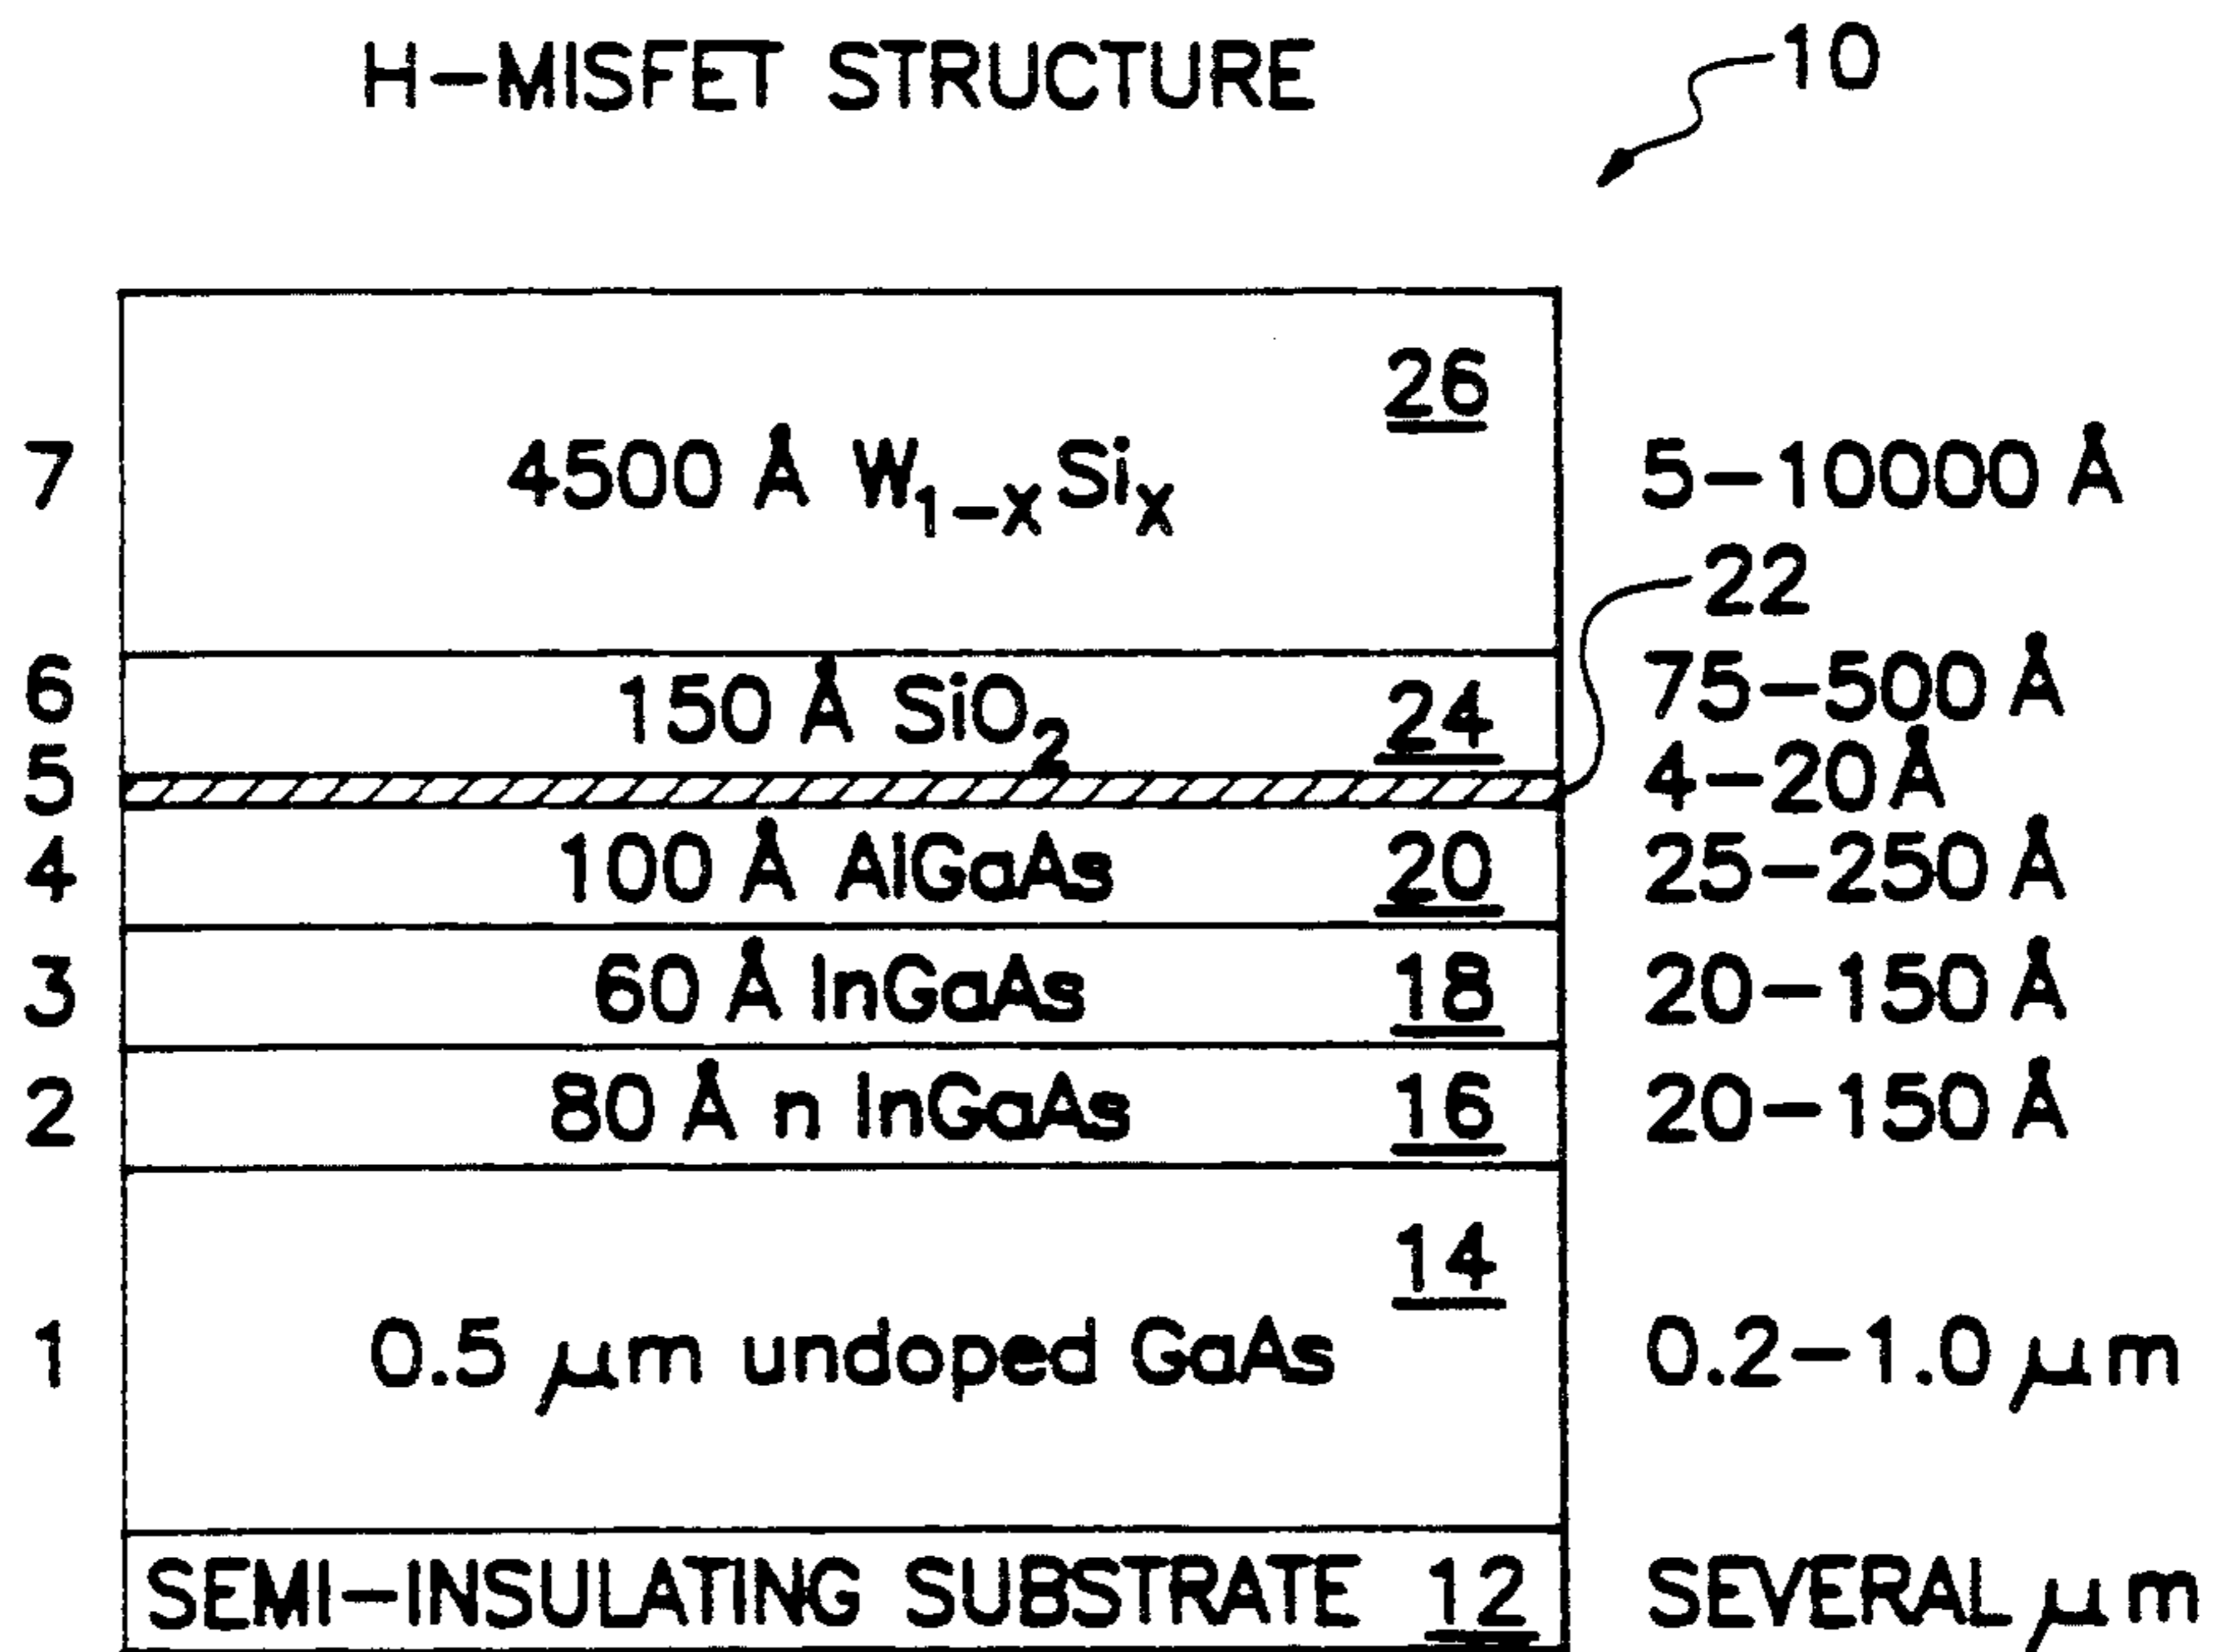 H-MISFET STRUCTURE
10
26
7 4500 Å W₁₋ₓSiₓ 5-10000 Å
22
6 150 Å SiO₂ 24 75-500 Å
5 4-20 Å
4 100 Å AlGaAs 20 25-250 Å
3 60 Å InGaAs 18 20-150 Å
2 80 Å n InGaAs 16 20-150 Å
14
1 0.5 μm undoped GaAs 0.2-1.0 μm
SEMI-INSULATING SUBSTRATE 12 SEVERAL μm